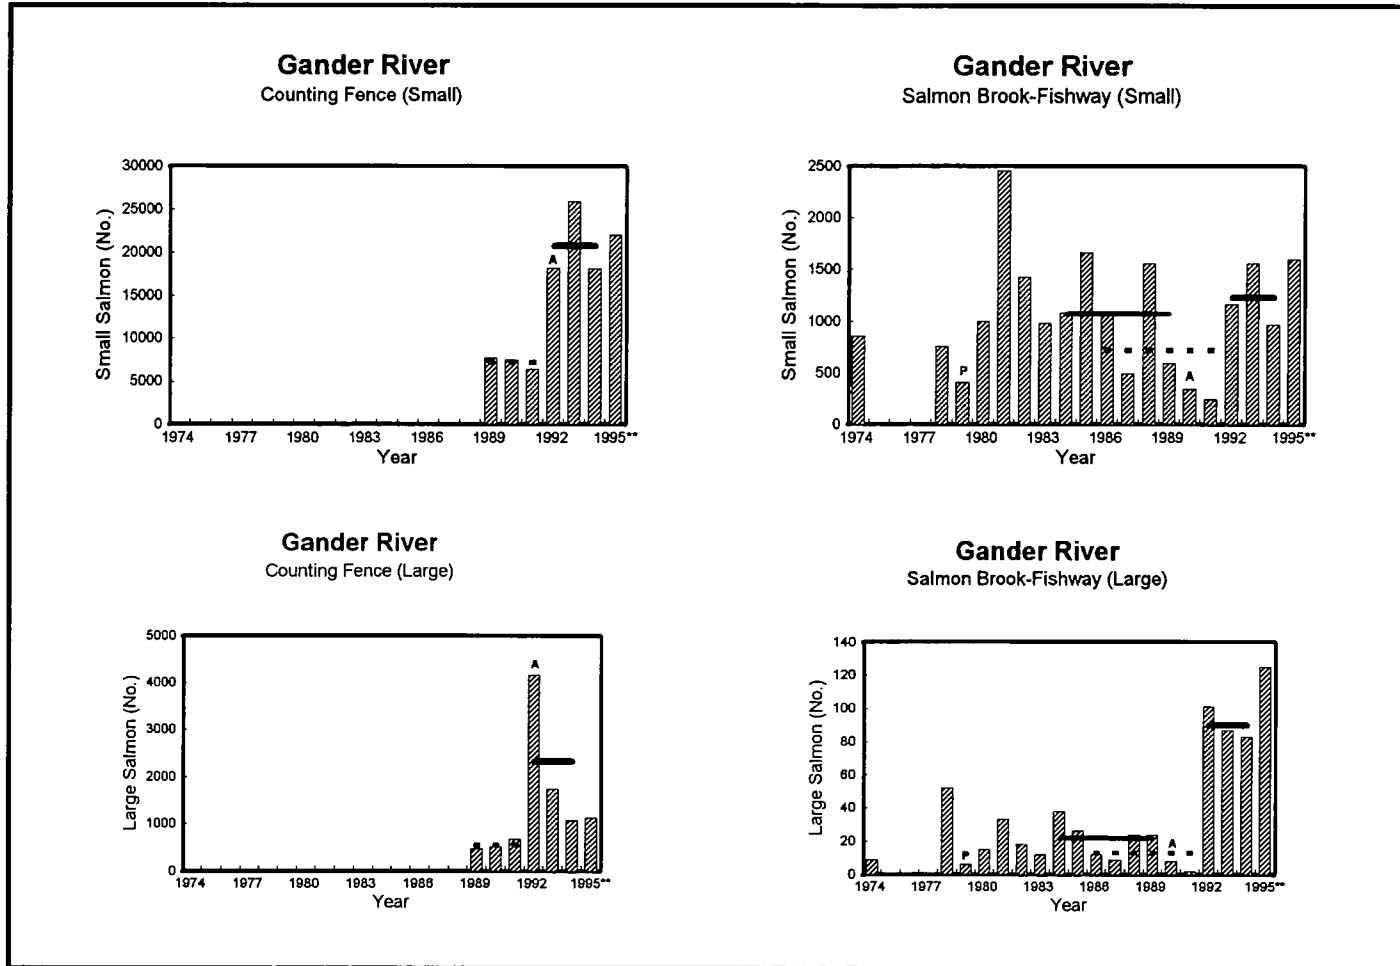 Gander River
Counting Fence (Small)
30000
25000
20000
15000
10000
5000
0
Small Salmon (No.)
A
1974 1977 1980 1983 1986 1989 1992 1995**
Year
Gander River
Salmon Brook-Fishway (Small)
2500
2000
1500
1000
500
0
Small Salmon (No.)
P
A
1974 1977 1980 1983 1986 1989 1992 1995**
Year
Gander River
Counting Fence (Large)
5000
4000
3000
2000
1000
0
Large Salmon (No.)
A
1974 1977 1980 1983 1986 1989 1992 1995**
Year
Gander River
Salmon Brook-Fishway (Large)
140
120
100
80
60
40
20
0
Large Salmon (No.)
P
A
1974 1977 1980 1983 1986 1989 1992 1995**
Year